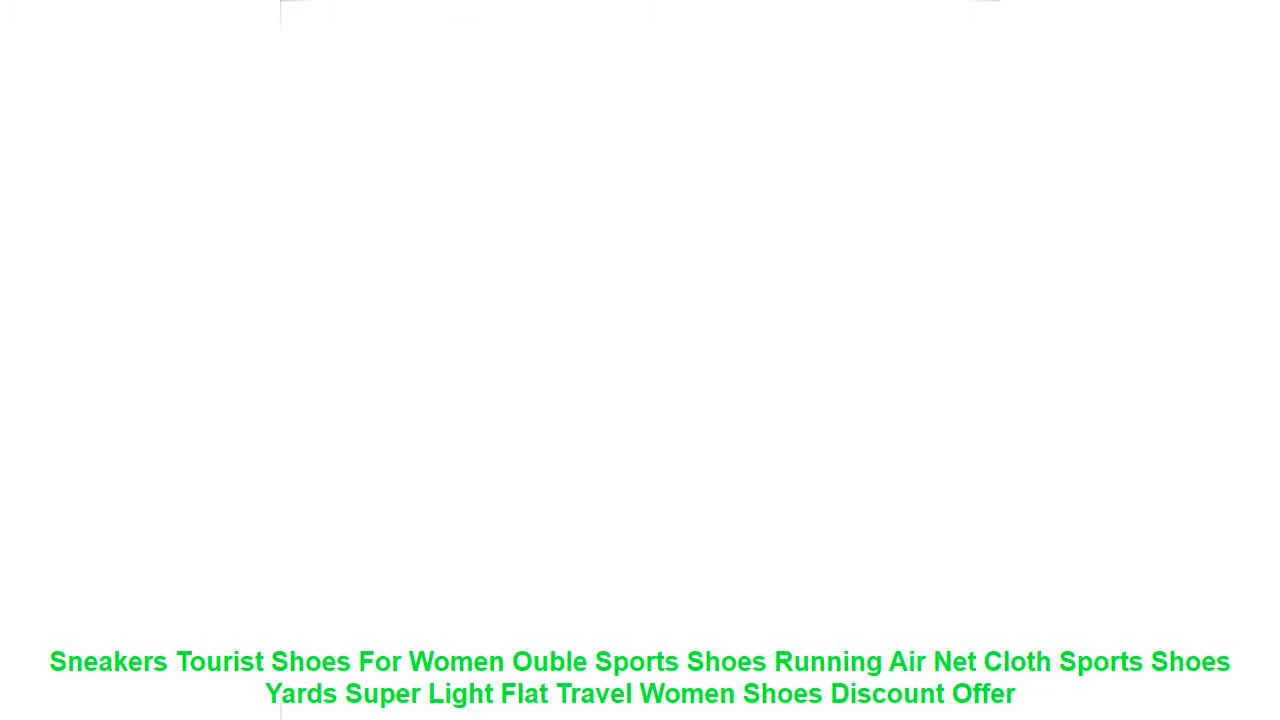 Sneakers Tourist Shoes For Women Ouble Sports Shoes Running Air Net Cloth Sports Shoes
Yards Super Light Flat Travel Women Shoes Discount Offer